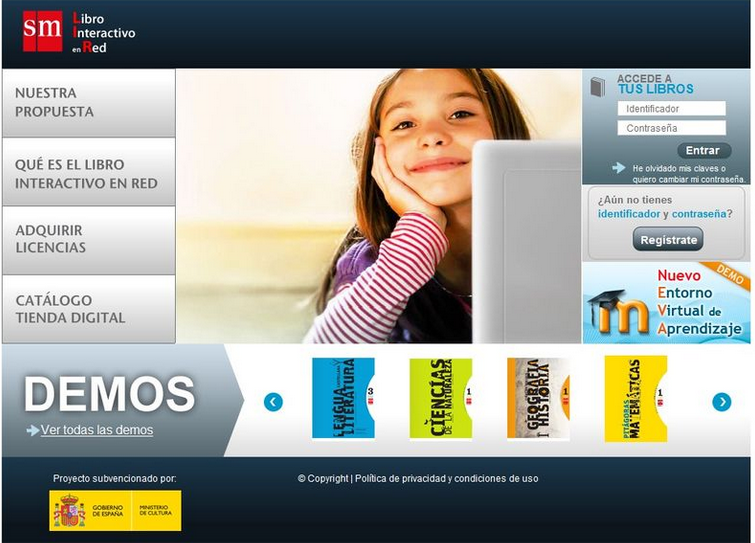 sm
Libro
Interactivo
en Red
NUESTRA
PROPUESTA
QUÉ ES EL LIBRO
INTERACTIVO EN RED
ADQUIRIR
LICENCIAS
CATÁLOGO
TIENDA DIGITAL
ACCEDE A
TUS LIBROS
Identificador
Contraseña
Entrar
He olvidado mis claves o
quiero cambiar mi contraseña.
¿Aún no tienes
identificador y contraseña?
Regístrate
DEMO
Nuevo
Entorno
Virtual de
Aprendizaje
m
DEMOS
Ver todas las demos
LENGUA
CASTELLANA Y
LITERATURA
3
CIENCIAS
DE LA NATURALEZA
1
GEOGRAFÍA
HISTORIA
1
PITÁGORAS
MATEMÁTICAS
1
Proyecto subvencionado por:
GOBIERNO
DE ESPAÑA
MINISTERIO
DE CULTURA
© Copyright | Política de privacidad y condiciones de uso